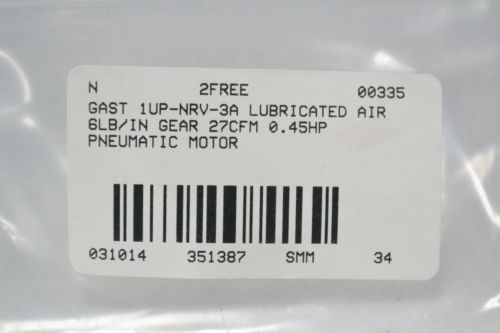 N 2FREE 00335
GAST 1UP-NRV-3A LUBRICATED AIR
6LB/IN GEAR 27CFM 0.45HP
PNEUMATIC MOTOR
031014 351387 SMM 34